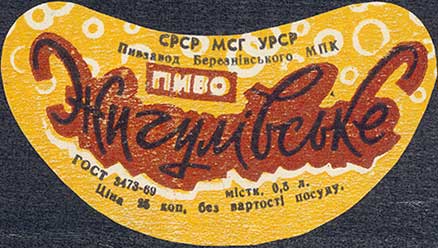 СРСР МСГ УРСР
Пивзавод Березнівського МПК
ПИВО
Жигулівське
ГОСТ 3473-69 містк. 0,5 л.
Ціна 25 коп, без вартості посуду.